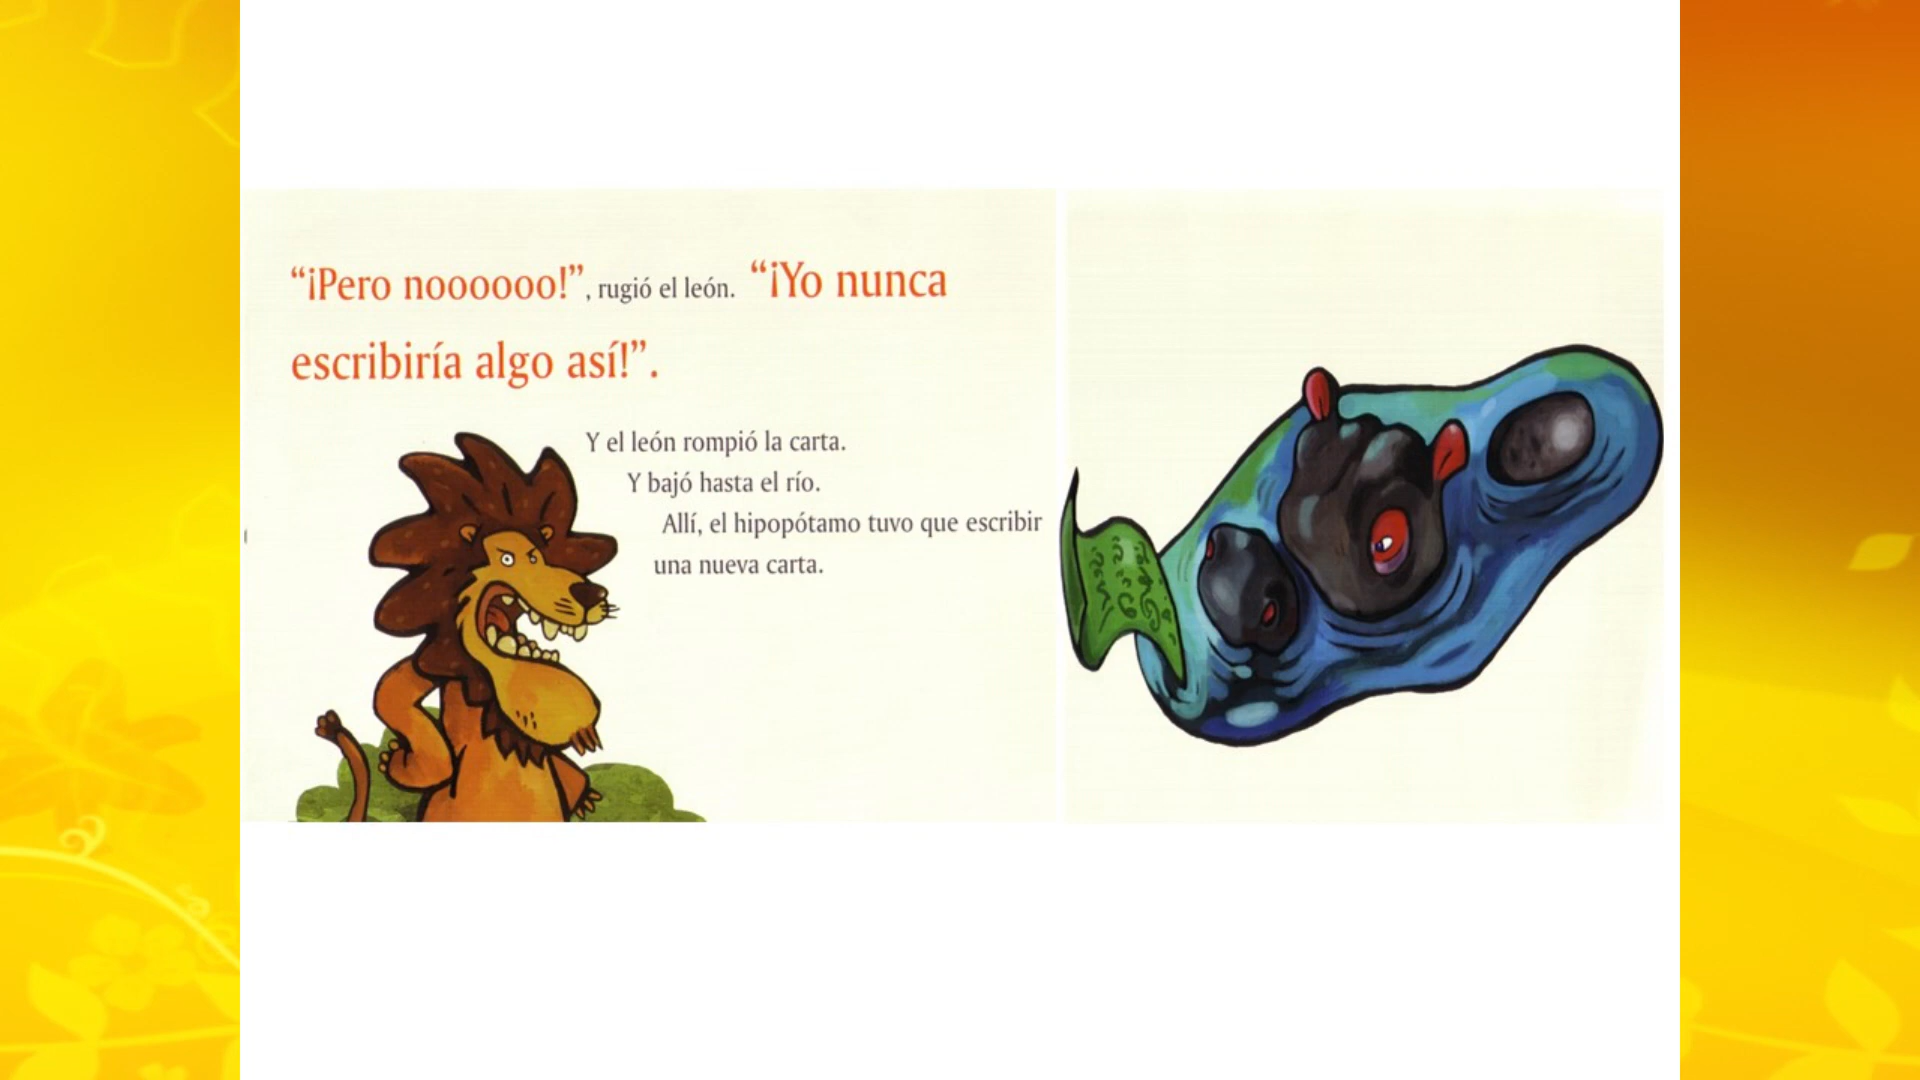 “¡Pero noooooo!”, rugió el león. “¡Yo nunca
escribiría algo así!”.
Y el león rompió la carta.
Y bajó hasta el río.
Allí, el hipopótamo tuvo que escribir
una nueva carta.